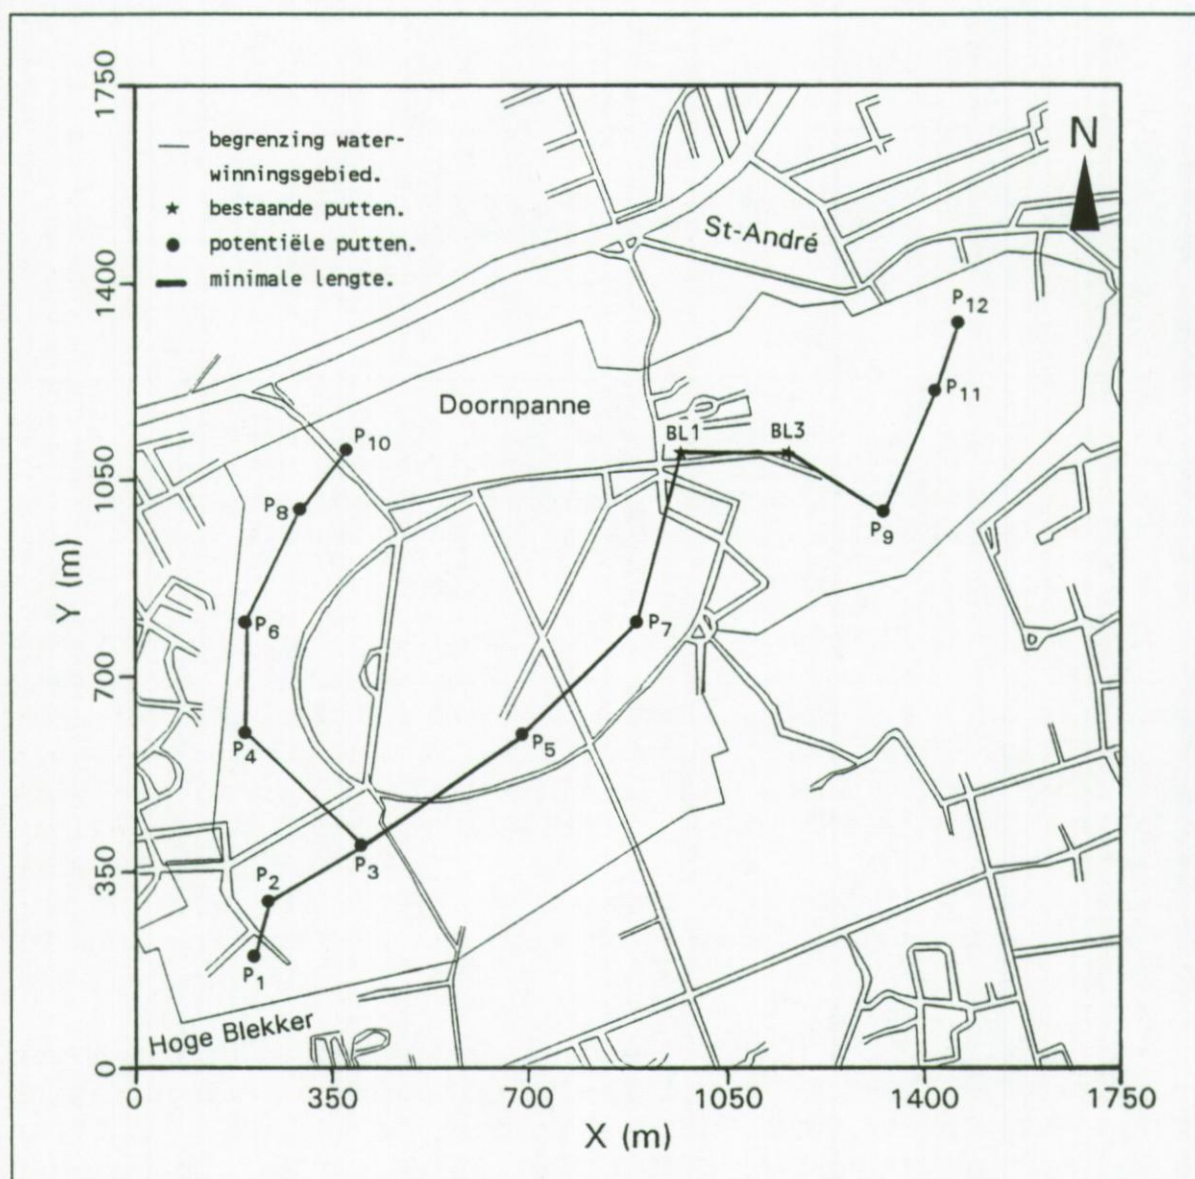 1750
1400
1050
700
350
0
Y (m)
begrenzing water-
winningsgebied.
bestaande putten.
potentiële putten.
minimale lengte.
N
St-André
P12
P11
Doornpanne
BL1
BL3
P10
P8
P9
P6
P7
P4
P5
P3
P2
P1
Hoge Blekker
0
350
700
1050
1400
1750
X (m)